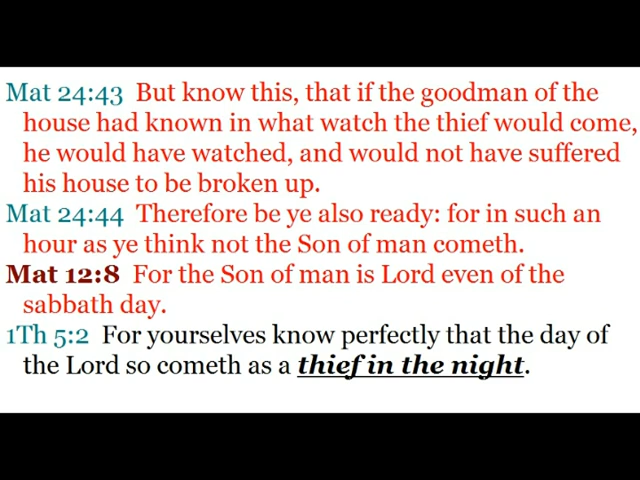 Mat 24:43 But know this, that if the goodman of the
house had known in what watch the thief would come,
he would have watched, and would not have suffered
his house to be broken up.
Mat 24:44 Therefore be ye also ready: for in such an
hour as ye think not the Son of man cometh.
Mat 12:8 For the Son of man is Lord even of the
sabbath day.
1Th 5:2 For yourselves know perfectly that the day of
the Lord so cometh as a thief in the night.